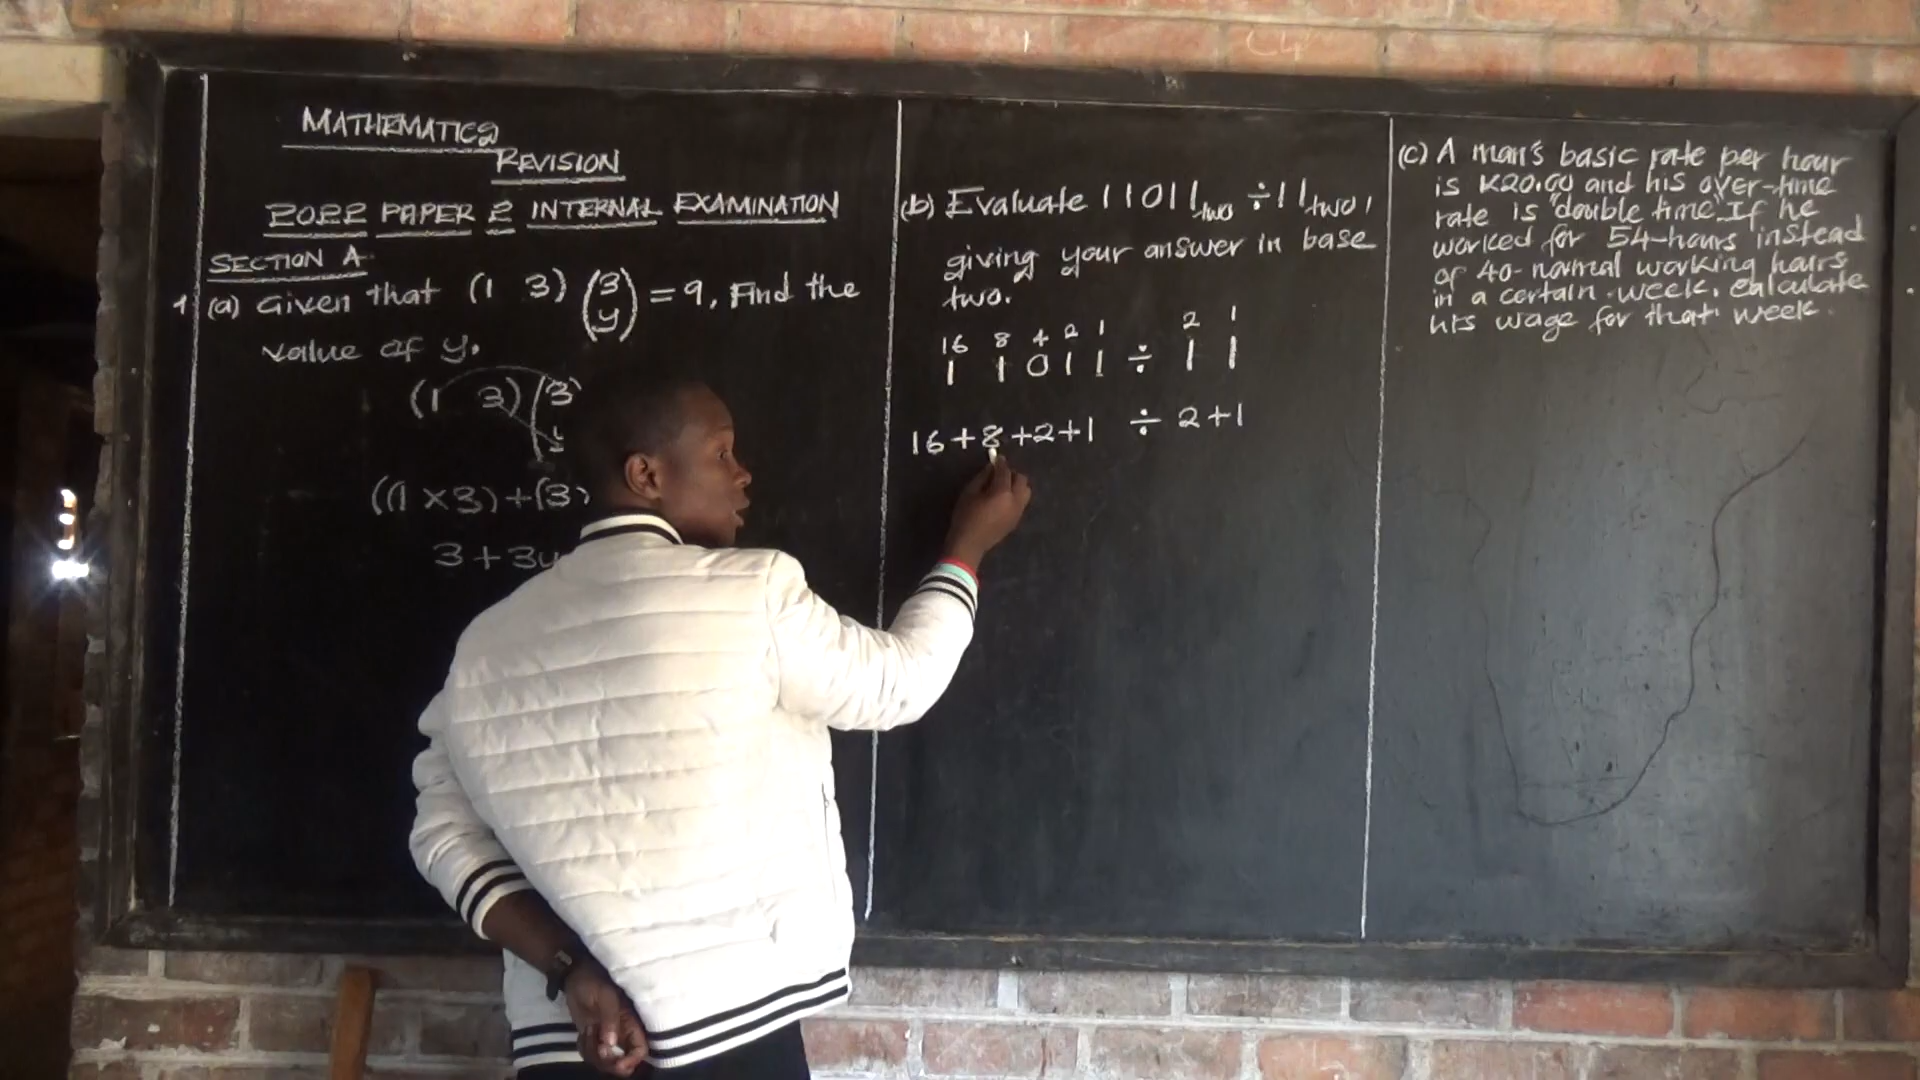 MATHEMATICS
REVISION
2022 PAPER 2 INTERNAL EXAMINATION
SECTION A
1 (a) Given that (1 3) (3 y) = 9, Find the
value of y.
(1 3) (3
((1 × 3) + (3
3 + 3y
(b) Evaluate 11011two ÷ 11two,
giving your answer in base
two.
16 8 4 2 1 2 1
1 1 0 1 1 ÷ 1 1
16 + 8 + 2 + 1 ÷ 2 + 1
(c) A man's basic rate per hour
is K20.00 and his over-time
rate is "double time". If he
worked for 54-hours instead
of 40-normal working hours
in a certain week, calculate
his wage for that week.